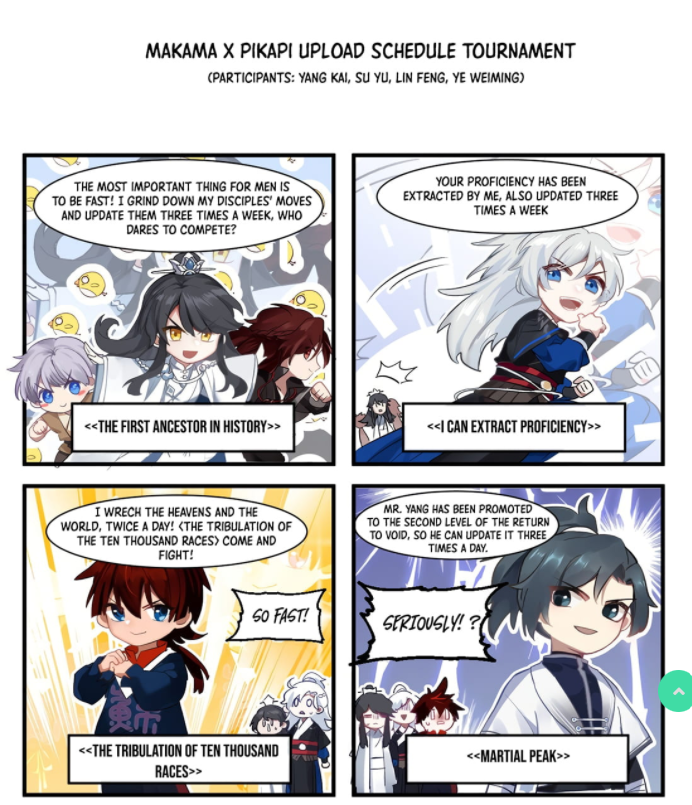 MAKAMA X PIKAPI UPLOAD SCHEDULE TOURNAMENT
(PARTICIPANTS: YANG KAI, SU YU, LIN FENG, YE WEIMING)
THE MOST IMPORTANT THING FOR MEN IS
TO BE FAST! I GRIND DOWN MY DISCIPLES' MOVES
AND UPDATE THEM THREE TIMES A WEEK, WHO
DARES TO COMPETE?
<<THE FIRST ANCESTOR IN HISTORY>>
YOUR PROFICIENCY HAS BEEN
EXTRACTED BY ME, ALSO UPDATED THREE
TIMES A WEEK
<<I CAN EXTRACT PROFICIENCY>>
I WRECH THE HEAVENS AND THE
WORLD, TWICE A DAY! <THE TRIBULATION OF
THE TEN THOUSAND RACES> COME AND
FIGHT!
SO FAST!
<<THE TRIBULATION OF TEN THOUSAND
RACES>>
MR. YANG HAS BEEN PROMOTED
TO THE SECOND LEVEL OF THE RETURN
TO VOID, SO HE CAN UPDATE IT THREE
TIMES A DAY.
SERIOUSLY! ?
<<MARTIAL PEAK>>